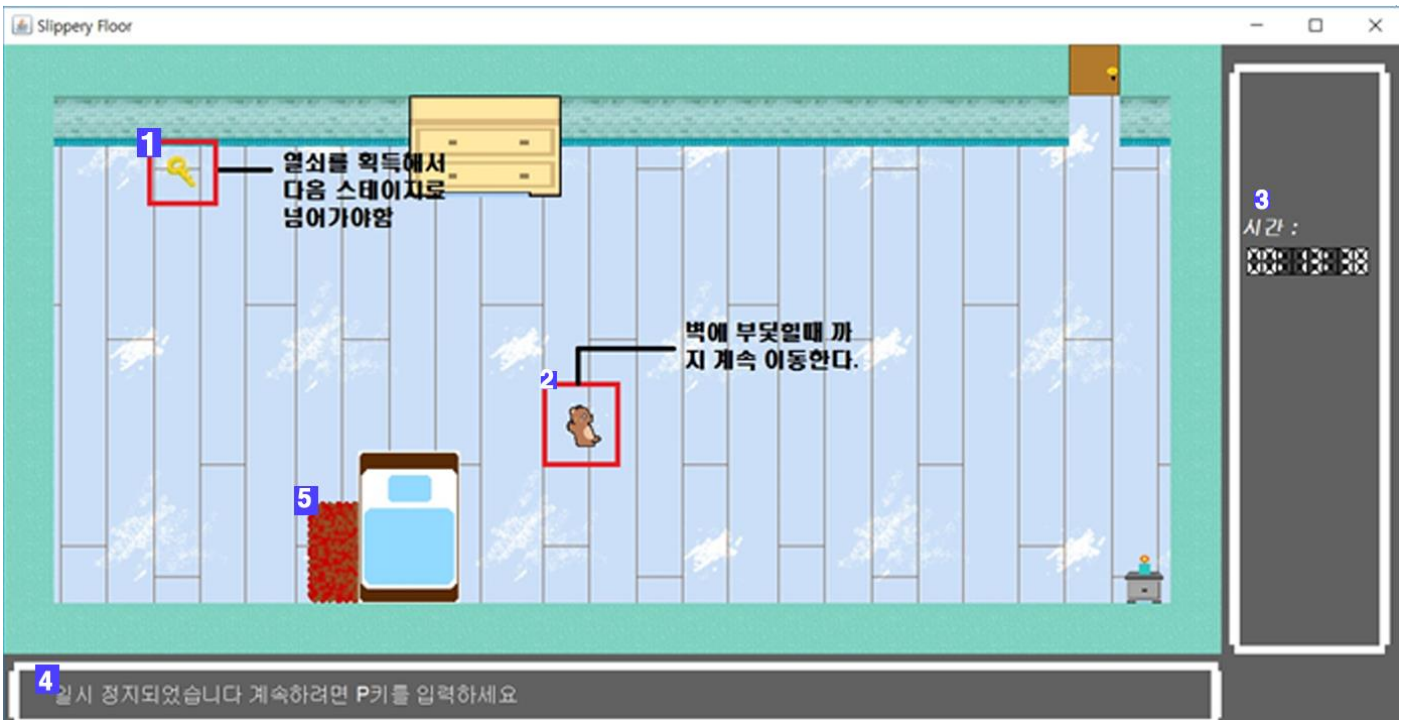 Slippery Floor
1
열쇠를 획득해서
다음 스테이지로
넘어가야함
3
시간 :
벽에 부딪힐때 까
지 계속 이동한다.
2
5
4
일시 정지되었습니다 계속하려면 P키를 입력하세요